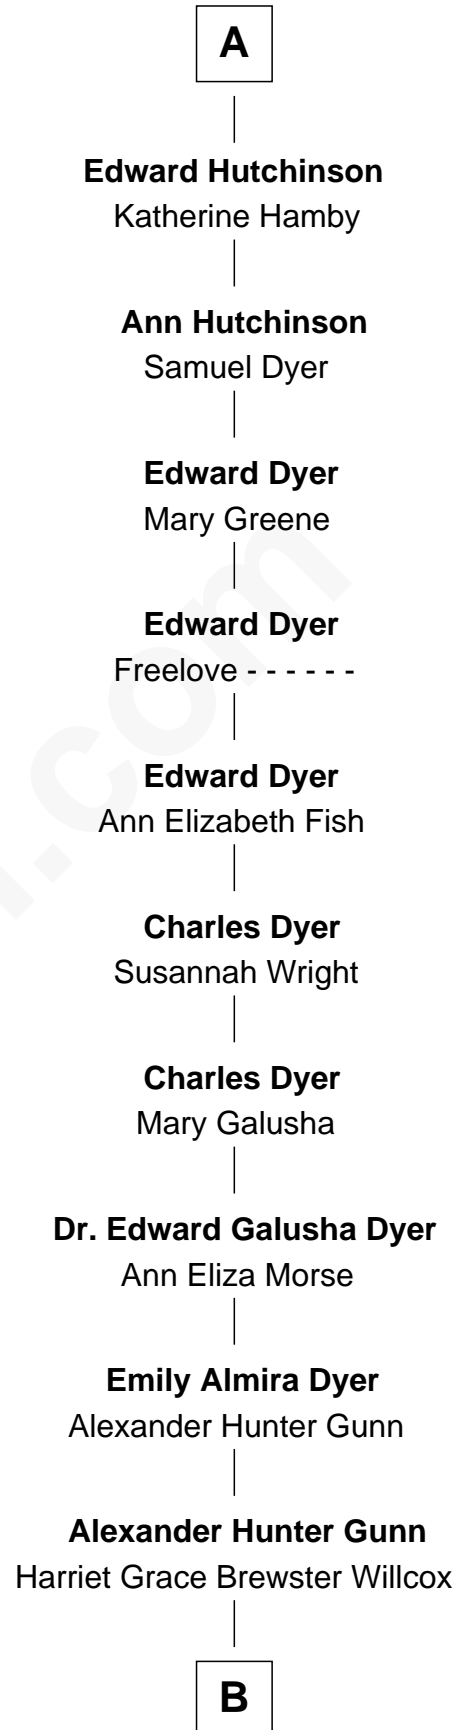 A
Edward Hutchinson
Katherine Hamby
Ann Hutchinson
Samuel Dyer
Edward Dyer
Mary Greene
Edward Dyer
Freelove - - - - - -
Edward Dyer
Ann Elizabeth Fish
Charles Dyer
Susannah Wright
Charles Dyer
Mary Galusha
Dr. Edward Galusha Dyer
Ann Eliza Morse
Emily Almira Dyer
Alexander Hunter Gunn
Alexander Hunter Gunn
Harriet Grace Brewster Willcox
B